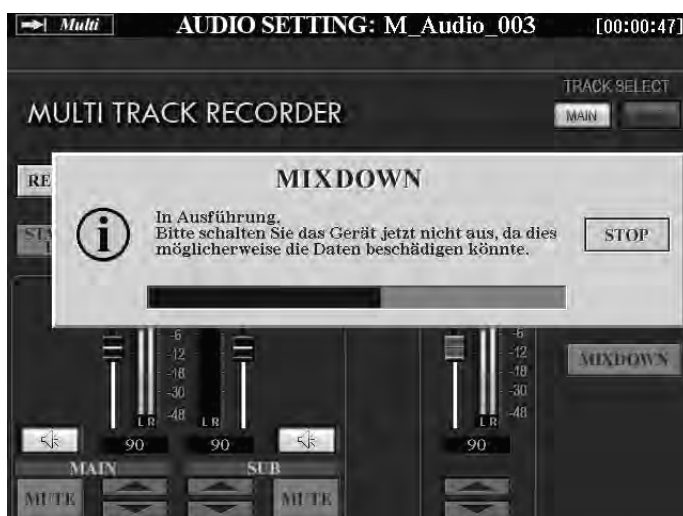 Multi AUDIO SETTING: M_Audio_003 [00:00:47]
TRACK SELECT
MULTI TRACK RECORDER
MAIN
RE
MIXDOWN
In Ausführung.
Bitte schalten Sie das Gerät jetzt nicht aus, da dies
möglicherweise die Daten beschädigen könnte.
STOP
-6
-6
-12
-12
-18
-18
MIXDOWN
-30
-30
-48
-48
L R
L R
L R
90
90
90
MAIN
SUB
MUTE
MUTE